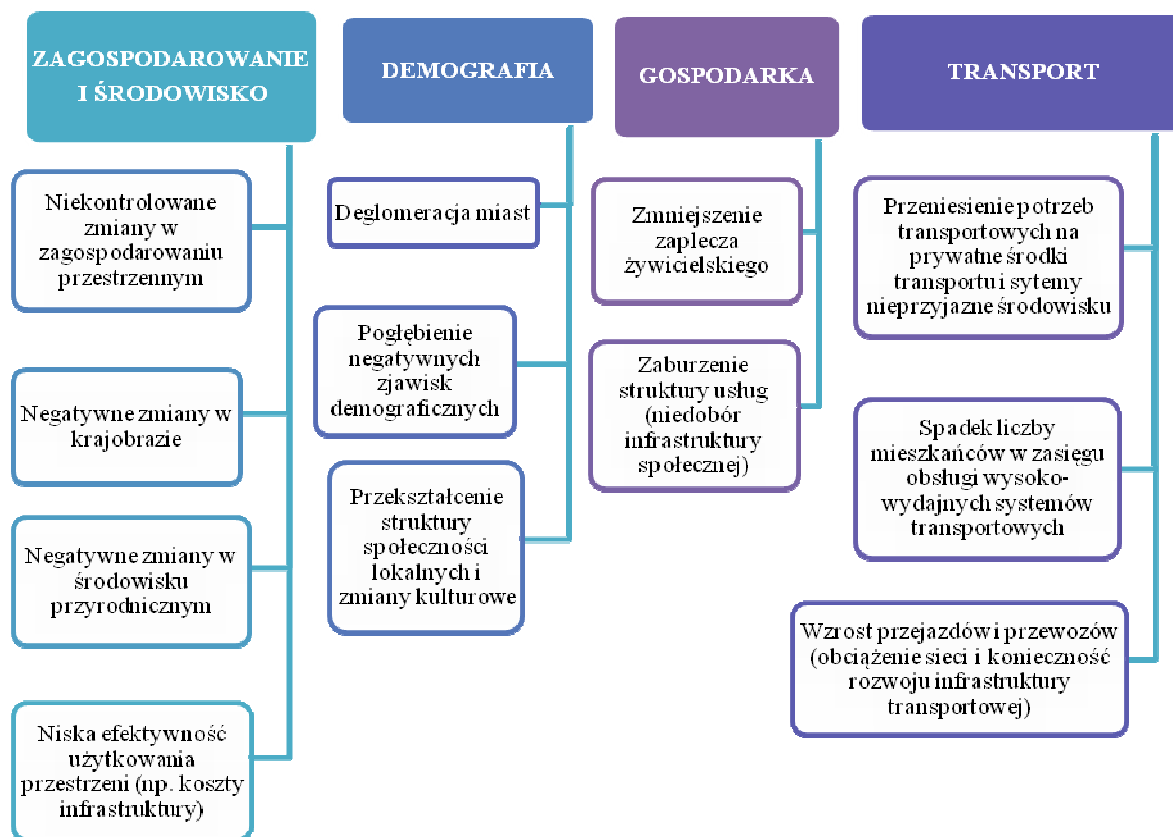 ZAGOSPODAROWANIE
I ŚRODOWISKO
Niekontrolowane
zmiany w
zagospodarowaniu
przestrzennym
Negatywne zmiany w
krajobrazie
Negatywne zmiany w
środowisku
przyrodnicznym
Niska efektywność
użytkowania
przestrzeni (np. koszty
infrastruktury)
DEMOGRAFIA
Deglomeracja miast
Pogłębienie
negatywnych
zjawisk
demograficznych
Przekształcenie
struktury
społeczności
lokalnych i
zmiany kulturowe
GOSPODARKA
Zmniejszenie
zaplecza
żywicielskiego
Zaburzenie
struktury usług
(niedobór
infrastruktury
społecznej)
TRANSPORT
Przeniesienie potrzeb
transportowych na
prywatne środki
transportu i sytemy
nieprzyjazne środowisku
Spadek liczby
mieszkańców w zasięgu
obsługi wysoko-
wydajnych systemów
transportowych
Wzrost przejazdów i przewozów
(obciążenie sieci i konieczność
rozwoju infrastruktury
transportowej)